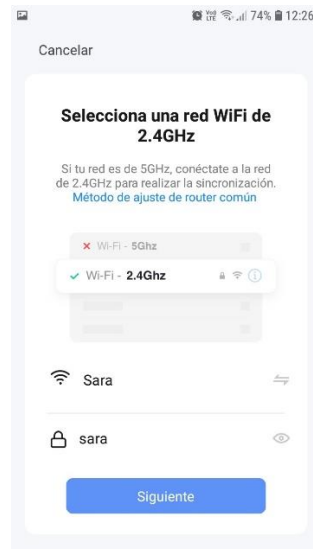 74% 12:26
Cancelar
Selecciona una red WiFi de
2.4GHz
Si tu red es de 5GHz, conéctate a la red
de 2.4GHz para realizar la sincronización.
Método de ajuste de router común
Wi-Fi - 5Ghz
Wi-Fi - 2.4Ghz
Sara
sara
Siguiente